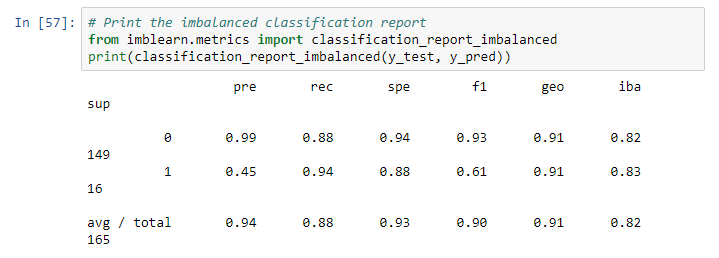 In [57]: # Print the imbalanced classification report
from imblearn.metrics import classification_report_imbalanced
print(classification_report_imbalanced(y_test, y_pred))
pre rec spe f1 geo iba
sup
0 0.99 0.88 0.94 0.93 0.91 0.82
149
1 0.45 0.94 0.88 0.61 0.91 0.83
16
avg / total 0.94 0.88 0.93 0.90 0.91 0.82
165